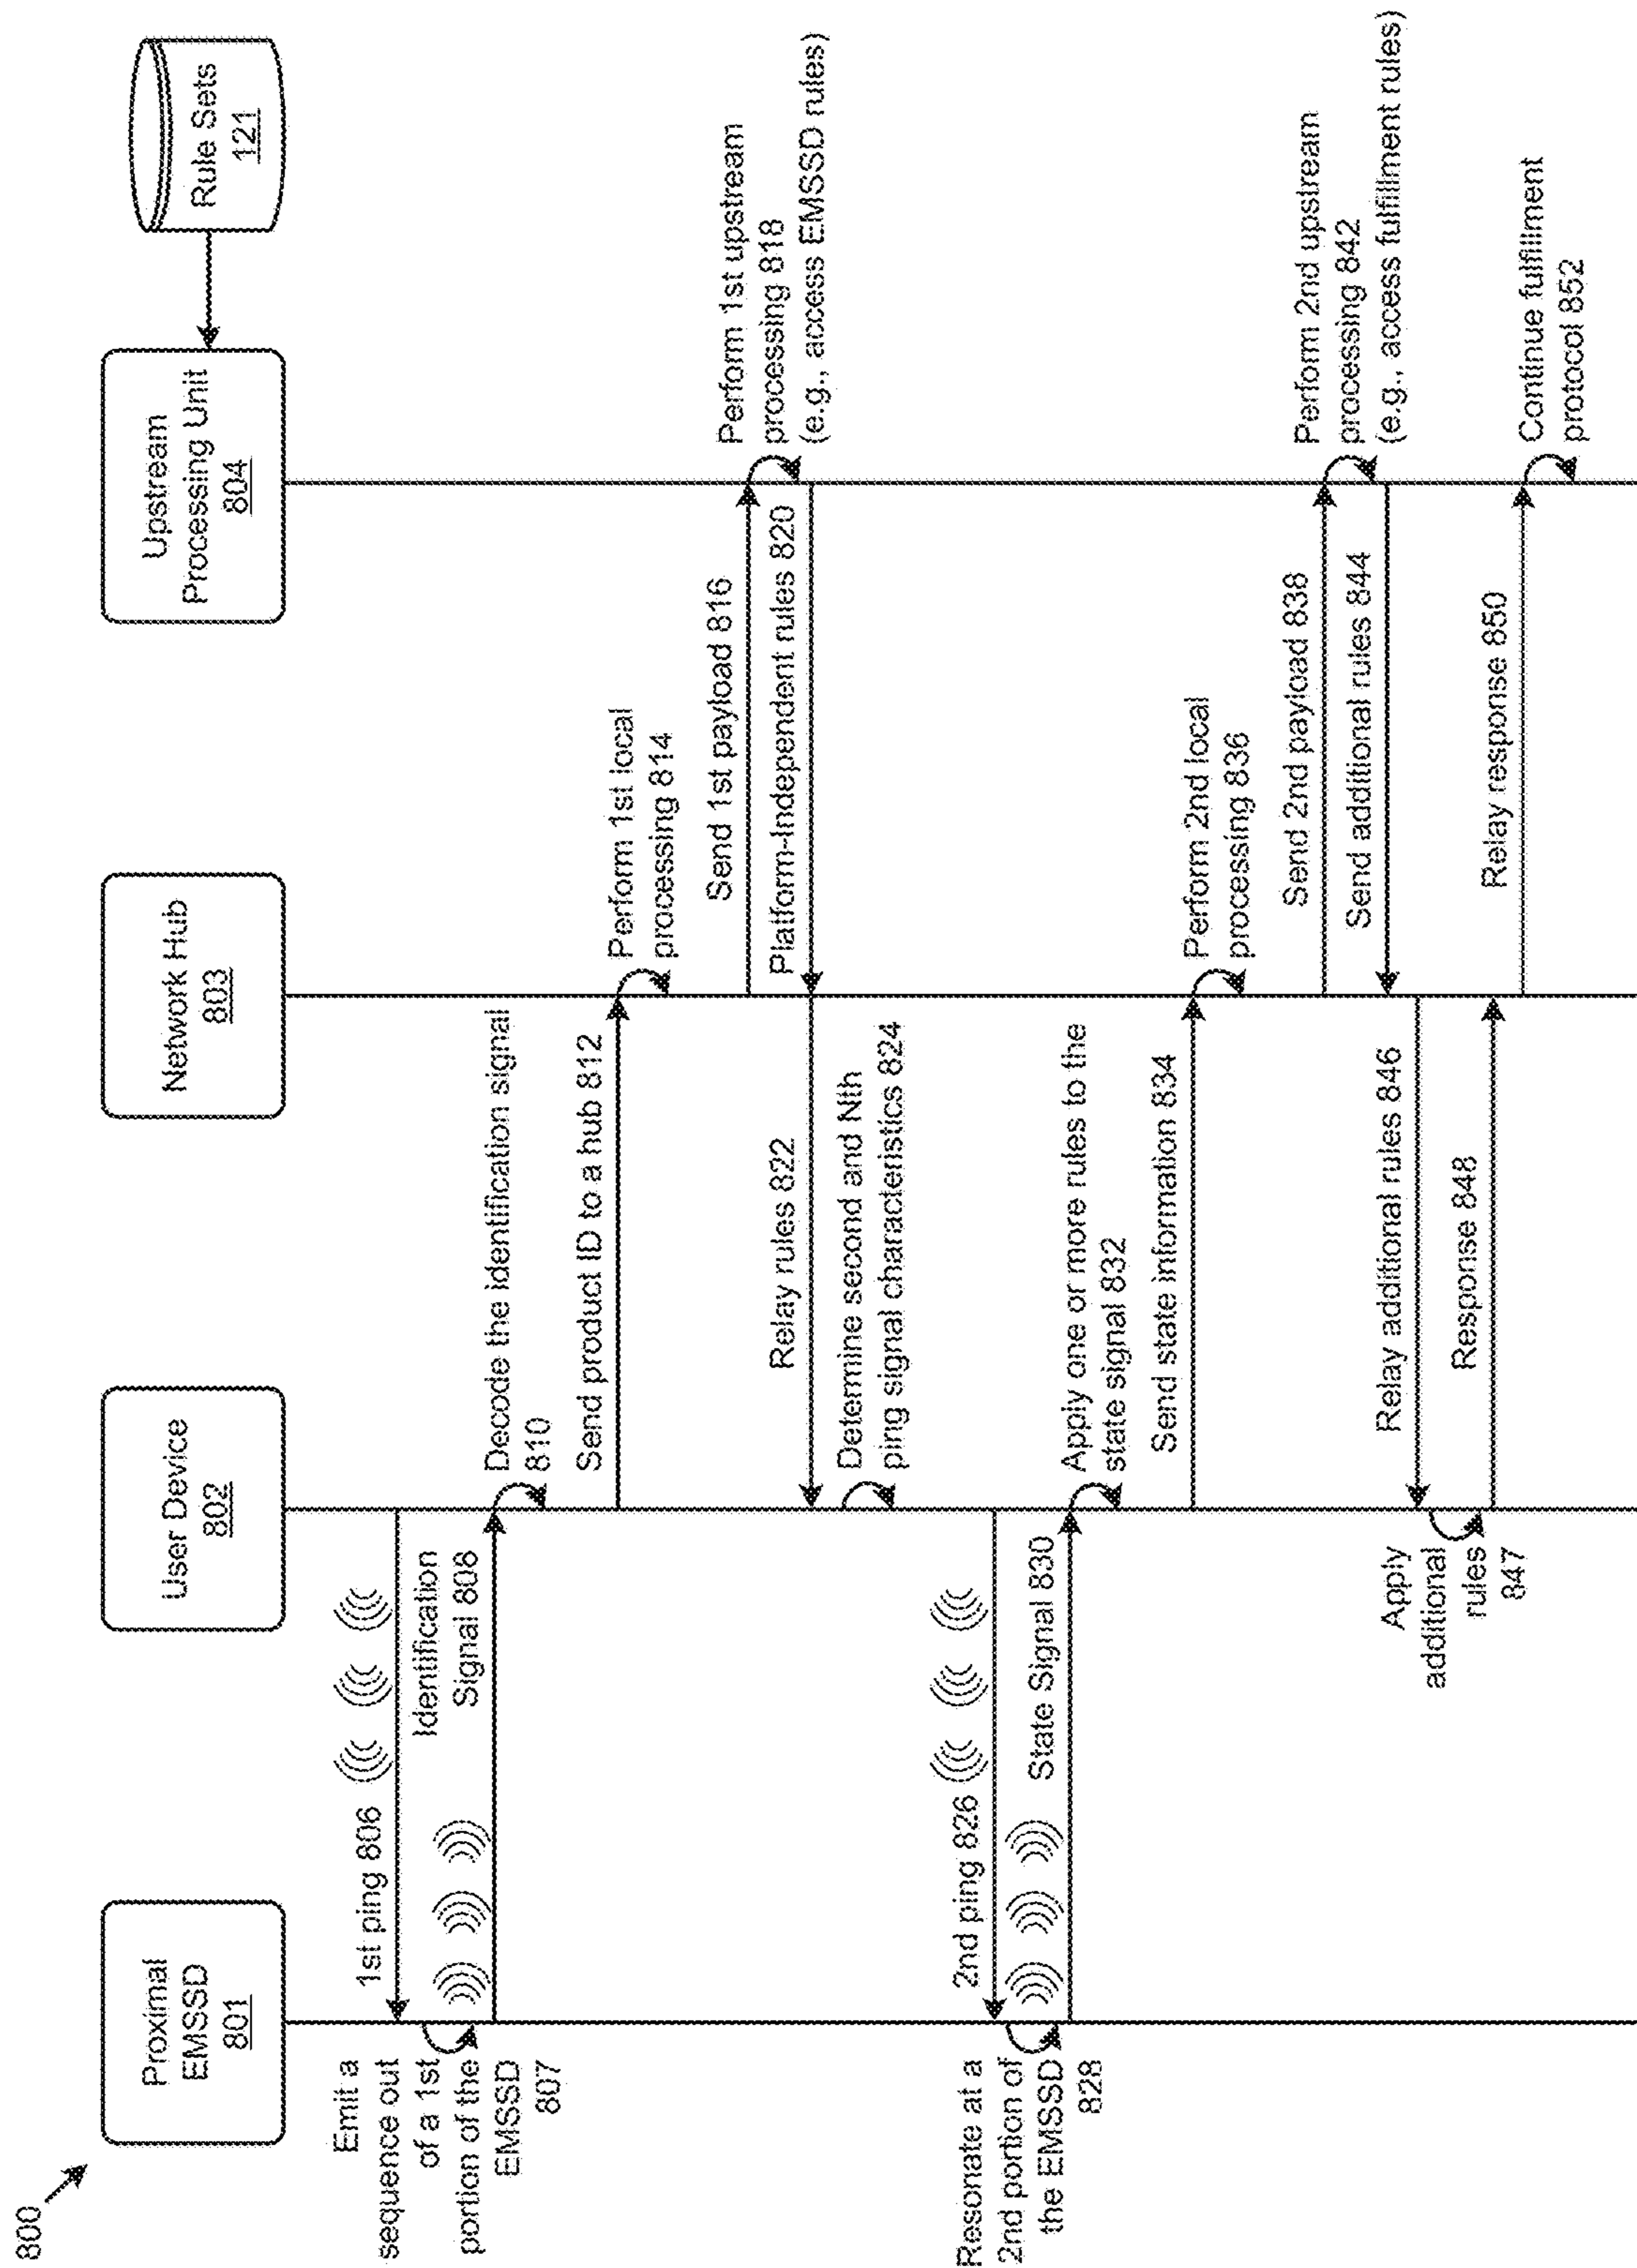 800
Proximal
EMSSD
801
User Device
802
Network Hub
803
Upstream
Processing Unit
804
Rule Sets
121
1st ping 806
Emit a
sequence out
of a 1st
portion of the
EMSSD
807
Identification
Signal 808
Decode the identification signal
810
Send product ID to a hub 812
Perform 1st local
processing 814
Send 1st payload 816
Perform 1st upstream
processing 818
(e.g., access EMSSD rules)
Platform-Independent rules 820
Relay rules 822
Determine second and Nth
ping signal characteristics 824
2nd ping 826
Resonate at a
2nd portion of
the EMSSD
828
State Signal 830
Apply one or more rules to the
state signal 832
Send state information 834
Perform 2nd local
processing 836
Send 2nd payload 838
Perform 2nd upstream
processing 842
(e.g., access fulfillment rules)
Send additional rules 844
Relay additional rules 846
Apply
additional
rules
847
Response 848
Relay response 850
Continue fulfillment
protocol 852